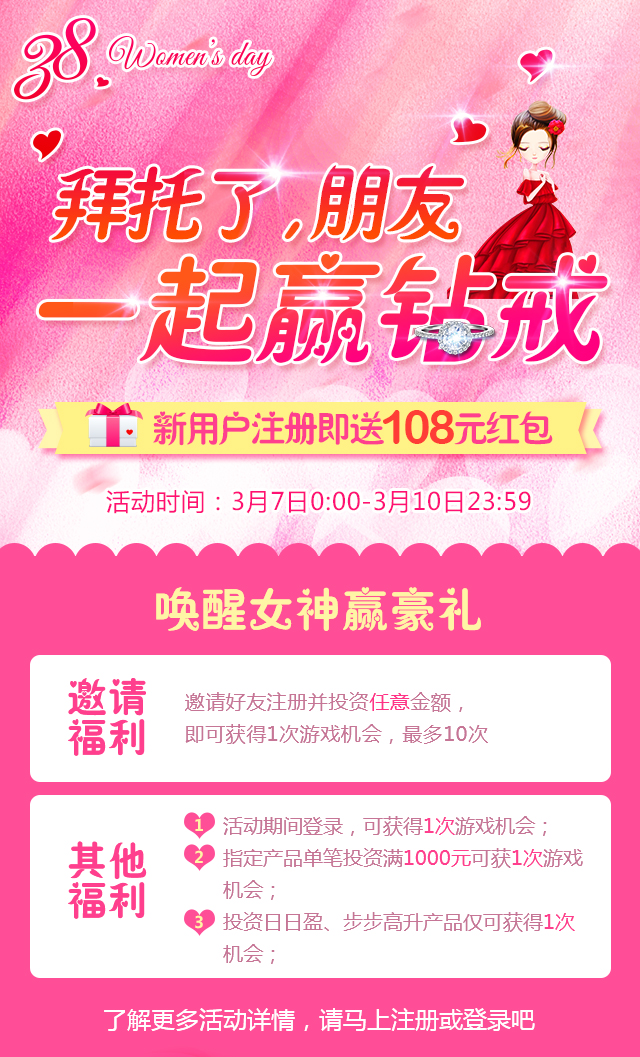 38 Women's day
拜托了,朋友
一起赢钻戒
新用户注册即送108元红包
活动时间：3月7日0:00-3月10日23:59
唤醒女神赢豪礼
邀请
福利
邀请好友注册并投资任意金额，
即可获得1次游戏机会，最多10次
其他
福利
1 活动期间登录，可获得1次游戏机会；
2 指定产品单笔投资满1000元可获1次游戏
机会；
3 投资日日盈、步步高升产品仅可获得1次
机会；
了解更多活动详情，请马上注册或登录吧